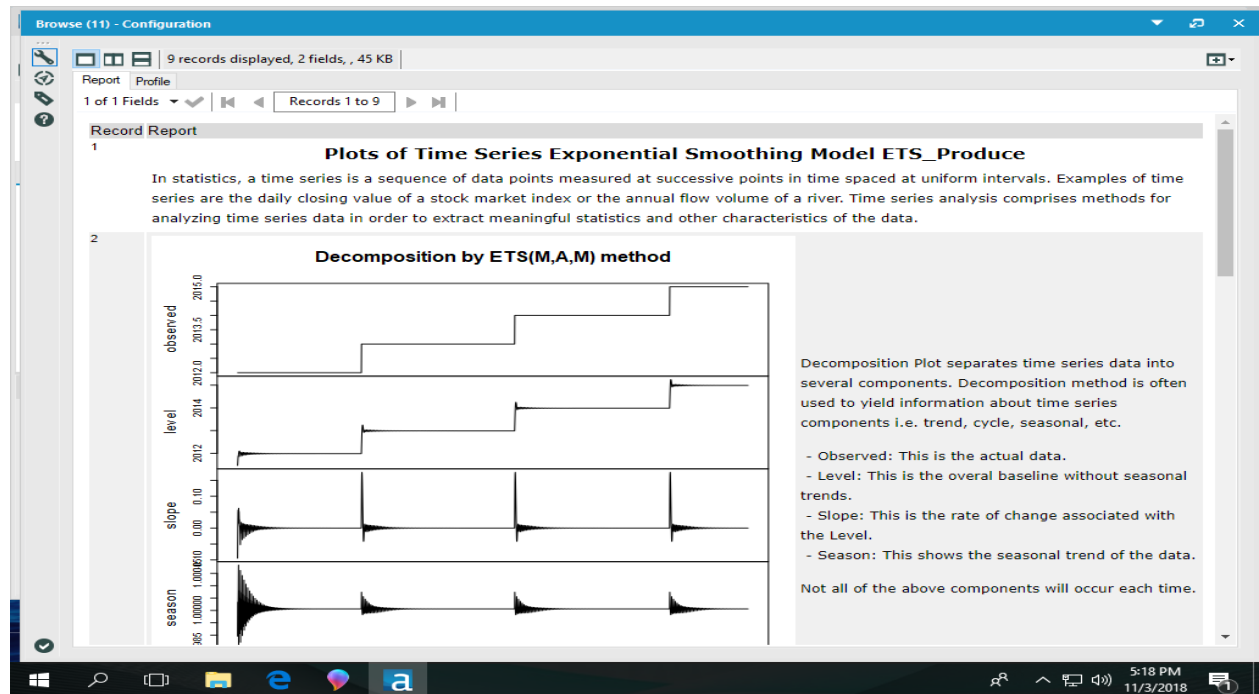 Browse (11) - Configuration
9 records displayed, 2 fields, , 45 KB
Report Profile
1 of 1 Fields Records 1 to 9
Record Report
1
Plots of Time Series Exponential Smoothing Model ETS_Produce
In statistics, a time series is a sequence of data points measured at successive points in time spaced at uniform intervals. Examples of time
series are the daily closing value of a stock market index or the annual flow volume of a river. Time series analysis comprises methods for
analyzing time series data in order to extract meaningful statistics and other characteristics of the data.
2
Decomposition by ETS(M,A,M) method
observed
2015.0
2013.5
2012.0
level
2014
2012
slope
0.10
0.00
season
1.00000
Decomposition Plot separates time series data into
several components. Decomposition method is often
used to yield information about time series
components i.e. trend, cycle, seasonal, etc.
- Observed: This is the actual data.
- Level: This is the overal baseline without seasonal
trends.
- Slope: This is the rate of change associated with
the Level.
- Season: This shows the seasonal trend of the data.
Not all of the above components will occur each time.
a
5:18 PM
11/3/2018
1